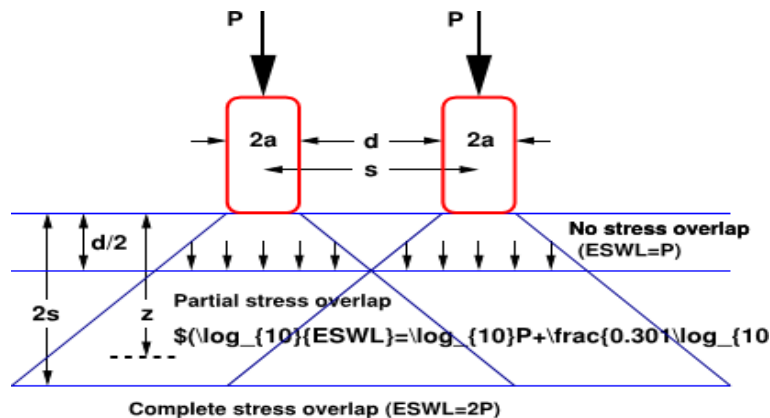 P P
2a d 2a
s
No stress overlap
d/2 (ESWL=P)
Partial stress overlap
2s z
$(\log_{10}{ESWL}=\log_{10}P+\frac{0.301\log_{10
Complete stress overlap (ESWL=2P)